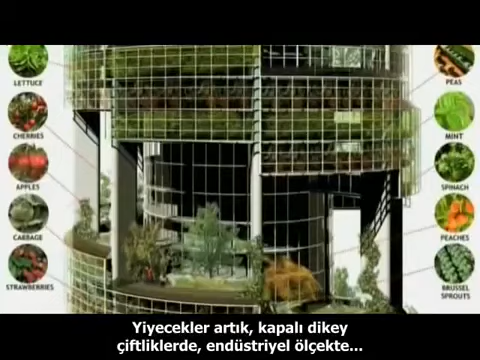 LETTUCE
CHERRIES
APPLES
CABBAGE
STRAWBERRIES
PEAS
MINT
SPINACH
PEACHES
BRUSSEL
SPROUTS
Yiyecekler artık, kapalı dikey
çiftliklerde, endüstriyel ölçekte...